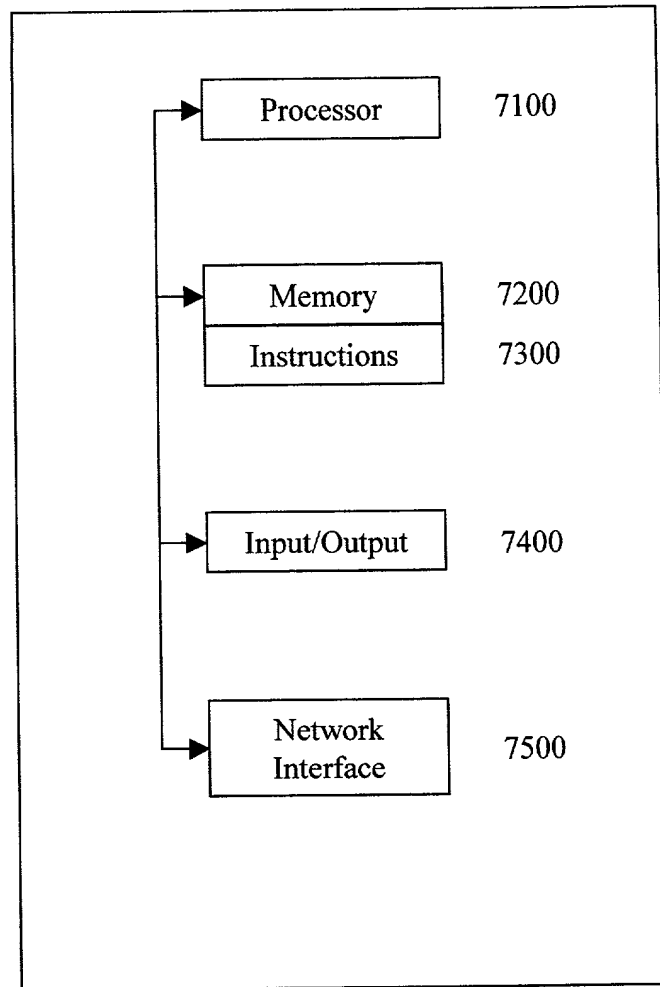 Processor 7100
Memory 7200
Instructions 7300
Input/Output 7400
Network
Interface 7500